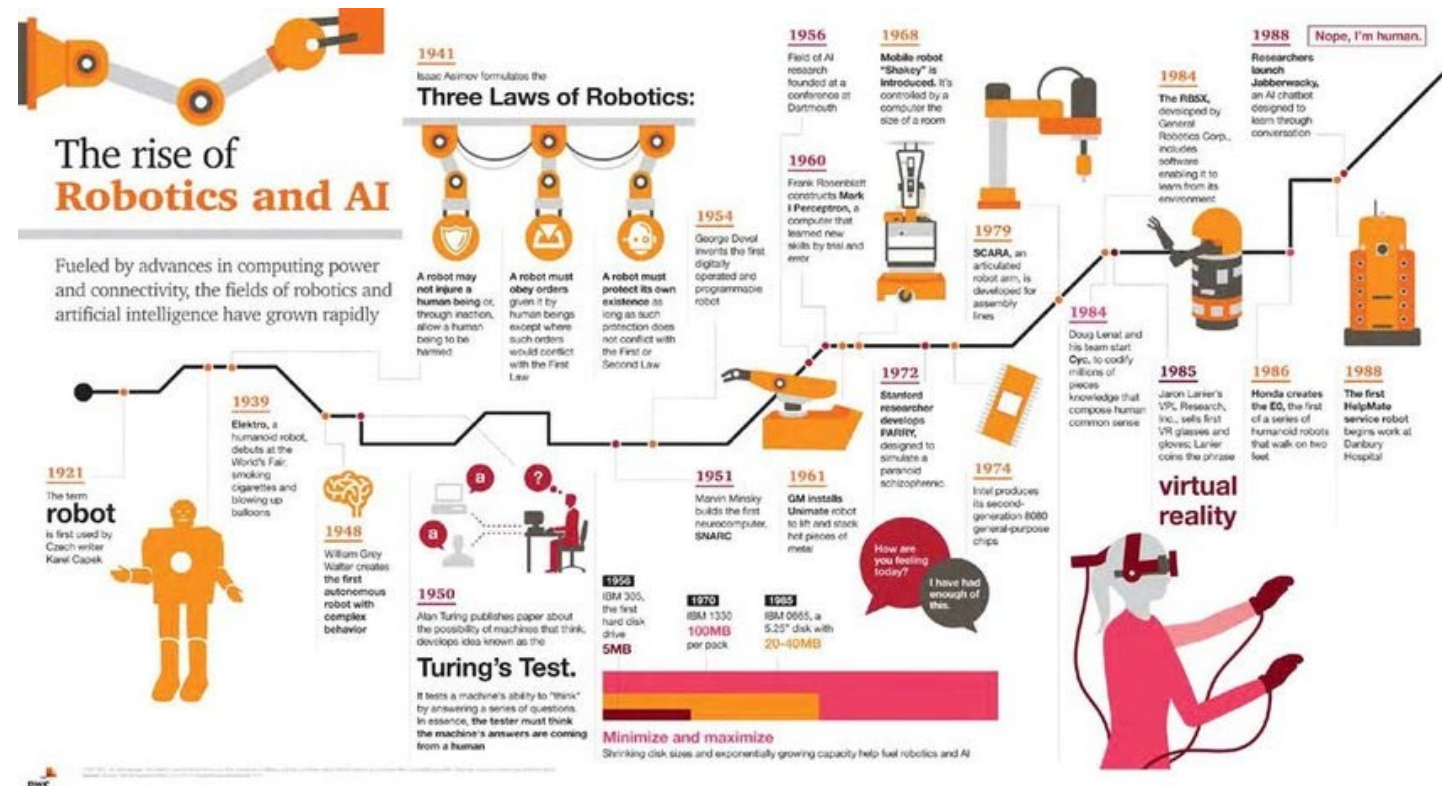 The rise of
Robotics and AI
Fueled by advances in computing power
and connectivity, the fields of robotics and
artificial intelligence have grown rapidly
1921
The term
robot
is first used by
Czech writer
Karel Capek
1939
Elektro, a
humanoid robot,
debuts at the
World's Fair,
smoking
cigarettes and
blowing up
balloons
1941
Isaac Asimov formulates the
Three Laws of Robotics:
A robot may
not injure a
human being or,
through inaction,
allow a human
being to be
harmed
A robot must
obey orders
given it by
human beings
except where
such orders
would conflict
with the First
Law
A robot must
protect its own
existence as
long as such
protection does
not conflict with
the First or
Second Law
1948
William Grey
Walter creates
the first
autonomous
robot with
complex
behavior
1950
Alan Turing publishes paper about
the possibility of machines that think,
develops idea known as the
Turing's Test.
It tests a machine's ability to "think"
by answering a series of questions.
In essence, the tester must think
the machine's answers are coming
from a human
a
?
a
1951
Marvin Minsky
builds the first
neurocomputer,
SNARC
1954
George Devol
invents the first
digitally
operated and
programmable
robot
1956
Field of AI
research
founded at a
conference at
Dartmouth
1960
Frank Rosenblatt
constructs Mark
I Perceptron, a
computer that
learned new
skills by trial and
error
1961
GM installs
Unimate robot
to lift and stack
hot pieces of
metal
1968
Mobile robot
"Shakey" is
introduced. It's
controlled by a
computer the
size of a room
1972
Stanford
researcher
develops
PARRY,
designed to
simulate a
paranoid
schizophrenic.
How are
you feeling
today?
I have had
enough of
this.
1974
Intel produces
its second-
generation 8080
general-purpose
chips
1979
SCARA, an
articulated
robot arm, is
developed for
assembly
lines
1984
Doug Lenat and
his team start
Cyc, to codify
millions of
pieces
knowledge that
compose human
common sense
1984
The RB5X,
developed by
General
Robotics Corp.,
includes
software
enabling it to
learn from its
environment
1985
Jaron Lanier's
VPL Research,
Inc., sells first
VR glasses and
gloves; Lanier
coins the phrase
virtual
reality
1986
Honda creates
the E0, the first
of a series of
humanoid robots
that walk on two
feet
1988
Researchers
launch
Jabberwacky,
an AI chatbot
designed to
learn through
conversation
Nope, I'm human.
1988
The first
HelpMate
service robot
begins work at
Danbury
Hospital
1956
IBM 305,
the first
hard disk
drive
5MB
1970
IBM 1330
100MB
per pack
1985
IBM 0665, a
5.25" disk with
20-40MB
Minimize and maximize
Shrinking disk sizes and exponentially growing capacity help fuel robotics and AI
pwc